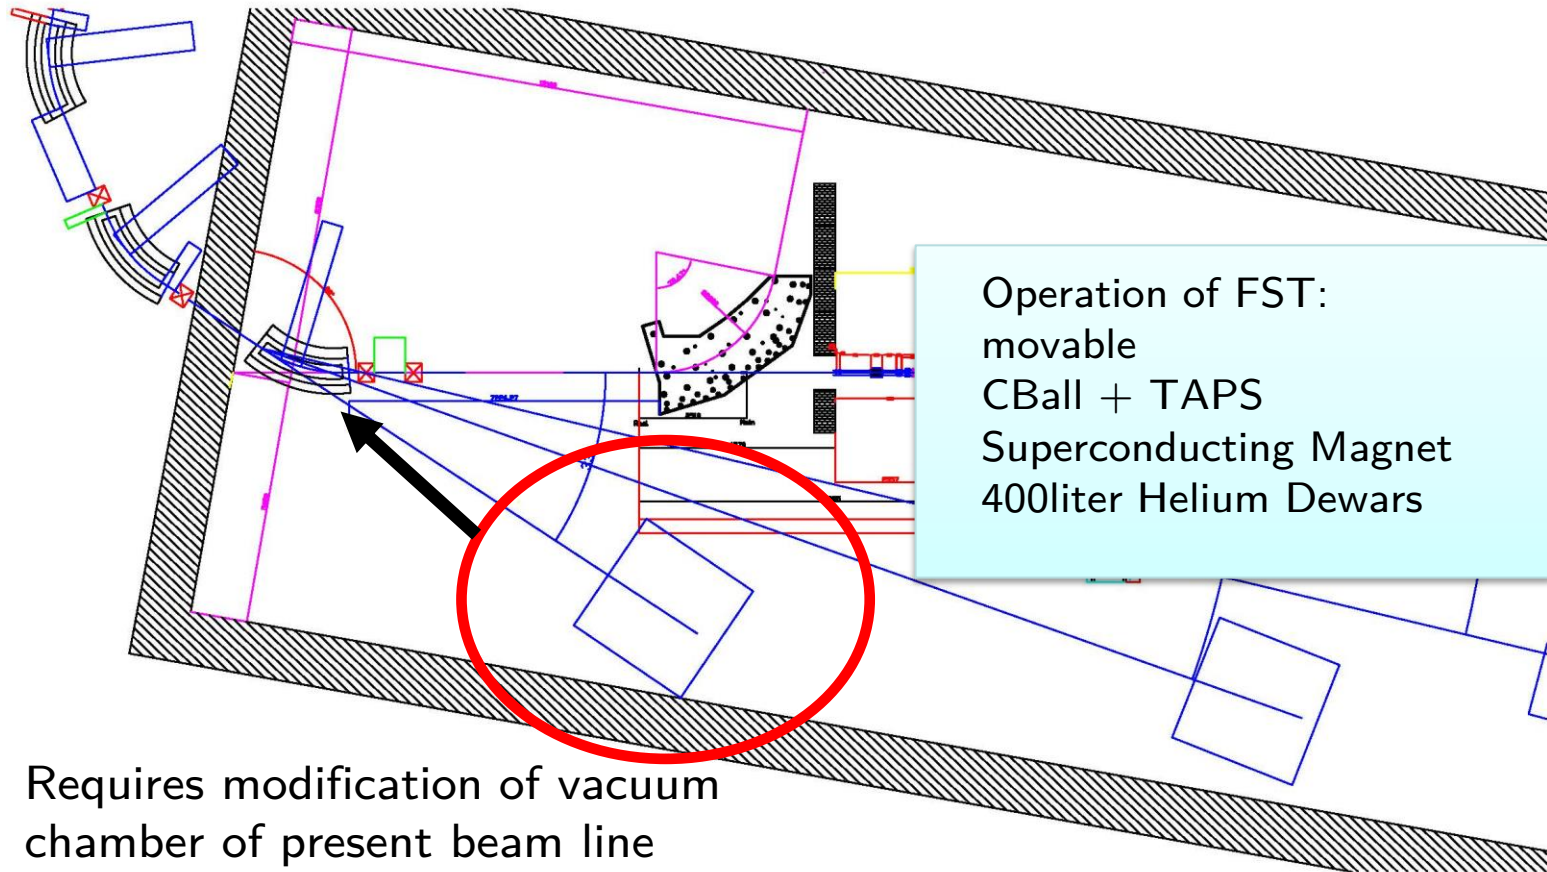 Operation of FST:
movable
CBall + TAPS
Superconducting Magnet
400liter Helium Dewars
Requires modification of vacuum
chamber of present beam line